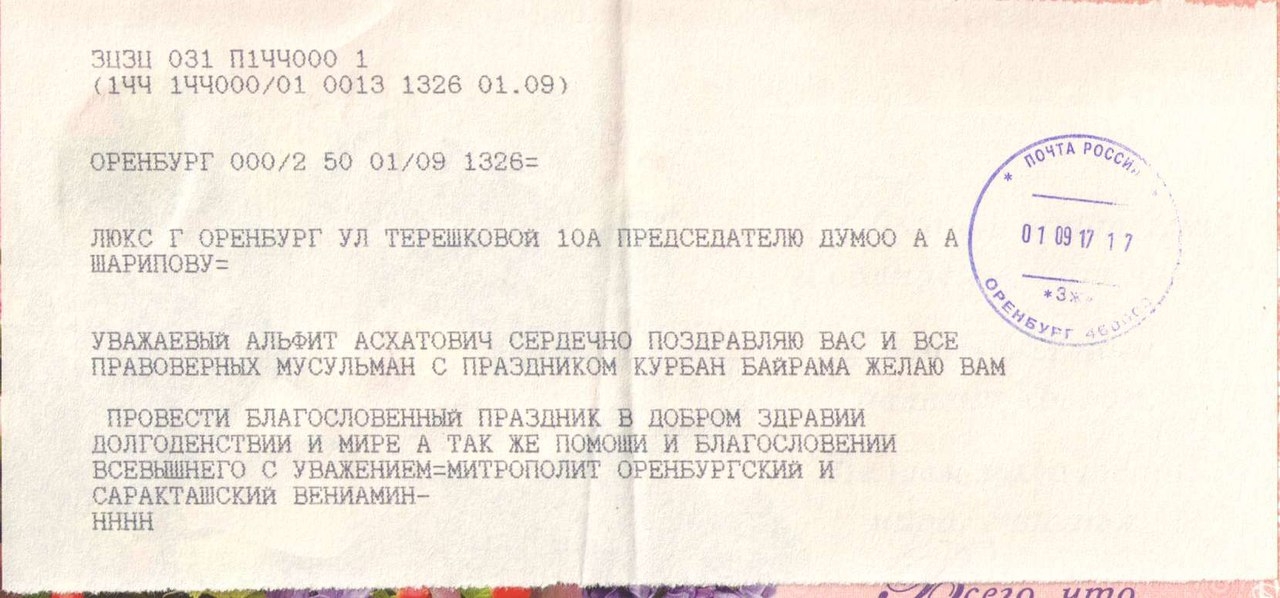 ЗЦЗЦ 031 П1ЧЧ000 1
(1ЧЧ 1ЧЧ000/01 0013 1326 01.09)
ОРЕНБУРГ 000/2 50 01/09 1326=
ЛЮКС Г ОРЕНБУРГ УЛ ТЕРЕШКОВОЙ 10А ПРЕДСЕДАТЕЛЮ ДУМОО А А
ШАРИПОВУ=
УВАЖАЕВЫЙ АЛЬФИТ АСХАТОВИЧ СЕРДЕЧНО ПОЗДРАВЛЯЮ ВАС И ВСЕ
ПРАВОВЕРНЫХ МУСУЛЬМАН С ПРАЗДНИКОМ КУРБАН БАЙРАМА ЖЕЛАЮ ВАМ
ПРОВЕСТИ БЛАГОСЛОВЕННЫЙ ПРАЗДНИК В ДОБРОМ ЗДРАВИИ
ДОЛГОДЕНСТВИИ И МИРЕ А ТАК ЖЕ ПОМОЩИ И БЛАГОСЛОВЕНИИ
ВСЕВЫШНЕГО С УВАЖЕНИЕМ=МИТРОПОЛИТ ОРЕНБУРГСКИЙ И
САРАКТАШСКИЙ ВЕНИАМИН-
НННН
* ПОЧТА РОССИИ *
01 09 17 17
ОРЕНБУРГ
Всего, что